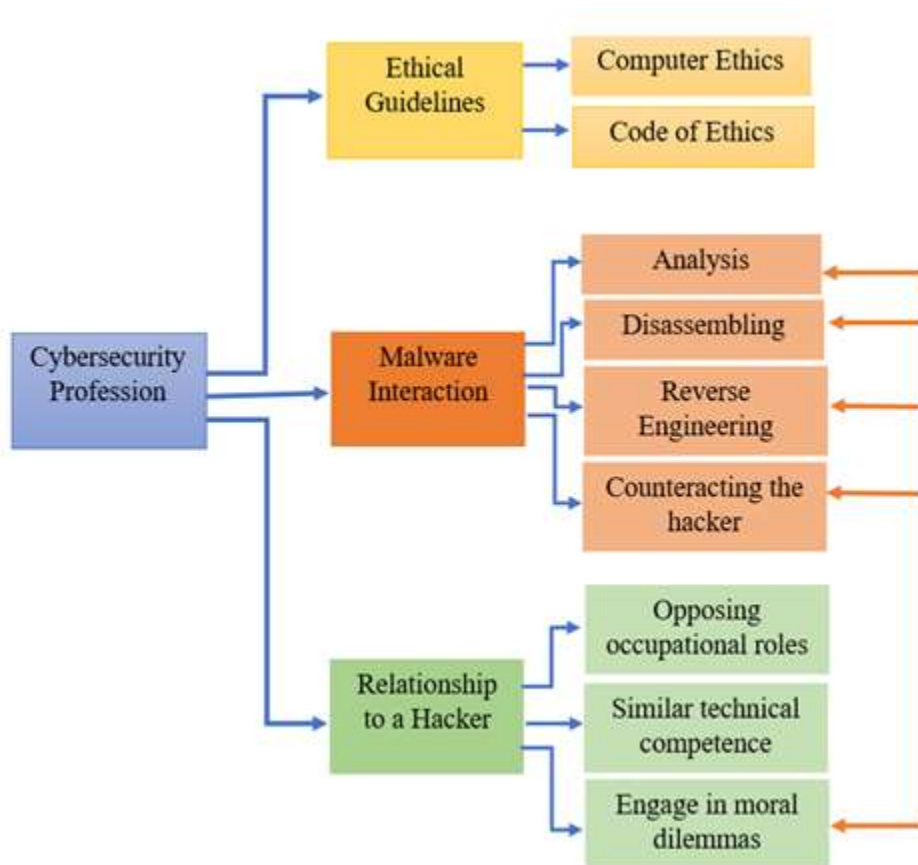 Ethical
Guidelines
Computer Ethics
Code of Ethics
Cybersecurity
Profession
Malware
Interaction
Analysis
Disassembling
Reverse
Engineering
Counteracting the
hacker
Relationship
to a Hacker
Opposing
occupational roles
Similar technical
competence
Engage in moral
dilemmas